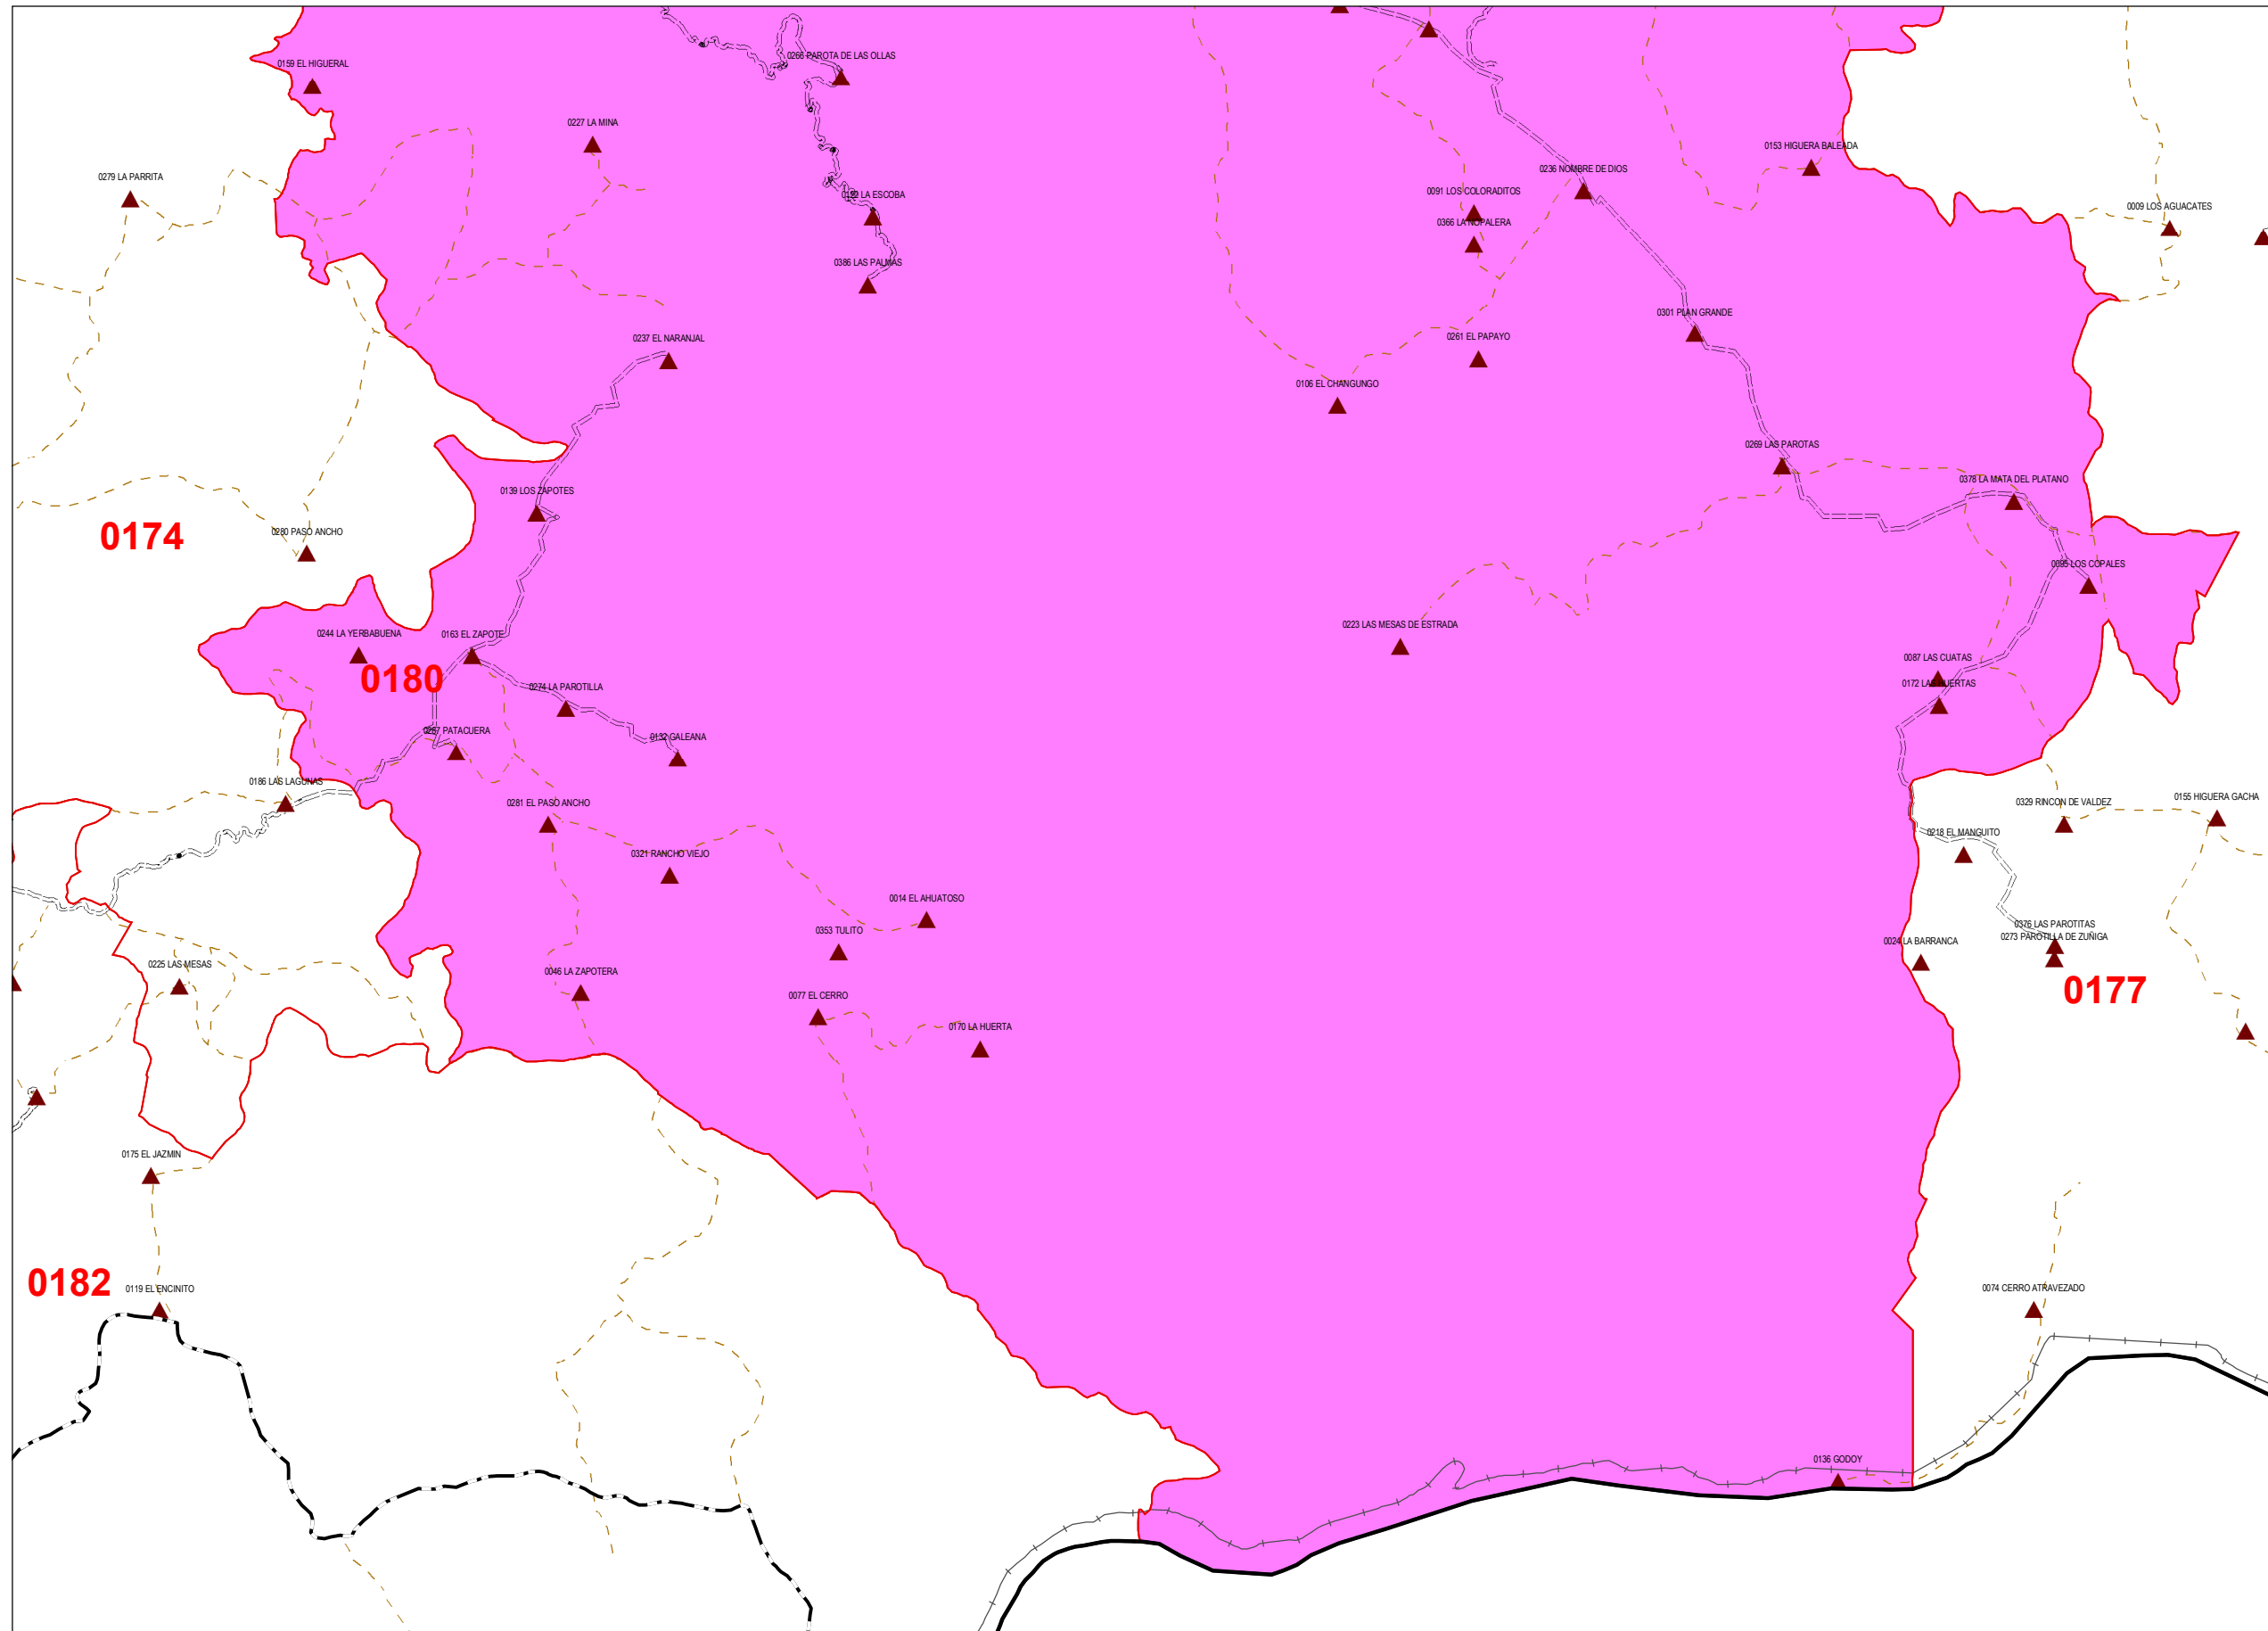 0266 PAROTA DE LAS OLLAS
0159 EL HIGUERAL
0227 LA MINA
0153 HIGUERA BALEADA
0236 NOMBRE DE DIOS
0279 LA PARRITA
0091 LOS COLORADITOS
LA ESCOBA
0009 LOS AGUACATES
0366 LA NOPALERA
0386 LAS PALMAS
0301 PLAN GRANDE
0237 EL NARANJAL
0261 EL PAPAYO
0106 EL CHANGUNGO
0269 LAS PAROTAS
0378 LA MATA DEL PLATANO
0139 LOS ZAPOTES
0174
0280 PASO ANCHO
0095 LOS COPALES
0223 LAS MESAS DE ESTRADA
0244 LA YERBABUENA
0163 EL ZAPOTE
0087 LAS CUATAS
0180
0274 LA PAROTILLA
0172 LAS HUERTAS
0287 PATACUERA
0132 GALEANA
0186 LAS LAGUNAS
0155 HIGUERA GACHA
0281 EL PASO ANCHO
0329 RINCON DE VALDEZ
0218 EL MANGUITO
0321 RANCHO VIEJO
0014 EL AHUATOSO
0376 LAS PAROTITAS
0353 TULITO
0273 PAROTILLA DE ZUÑIGA
0024 LA BARRANCA
0225 LAS MESAS
0046 LA ZAPOTERA
0177
0077 EL CERRO
0170 LA HUERTA
0175 EL JAZMIN
0182
0119 EL ENCINITO
0074 CERRO ATRAVEZADO
0136 GODOY